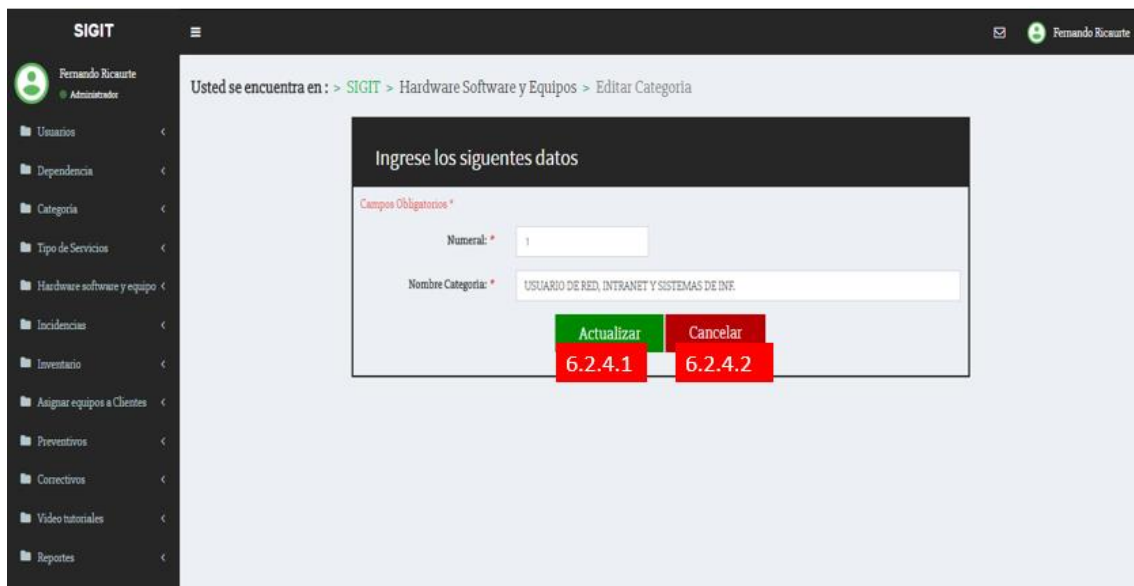 SIGIT
Fernando Ricaurte
Fernando Ricaurte
Administrador
Usuarios
Dependencia
Categoría
Tipo de Servicios
Hardware software y equipo
Incidencias
Inventario
Asignar equipos a Clientes
Preventivos
Correctivos
Video tutoriales
Reportes
Usted se encuentra en : > SIGIT > Hardware Software y Equipos > Editar Categoria
Ingrese los siguentes datos
Campos Obligatorios *
Numeral: * 1
Nombre Categoria: * USUARIO DE RED, INTRANET Y SISTEMAS DE INF.
Actualizar Cancelar
6.2.4.1 6.2.4.2